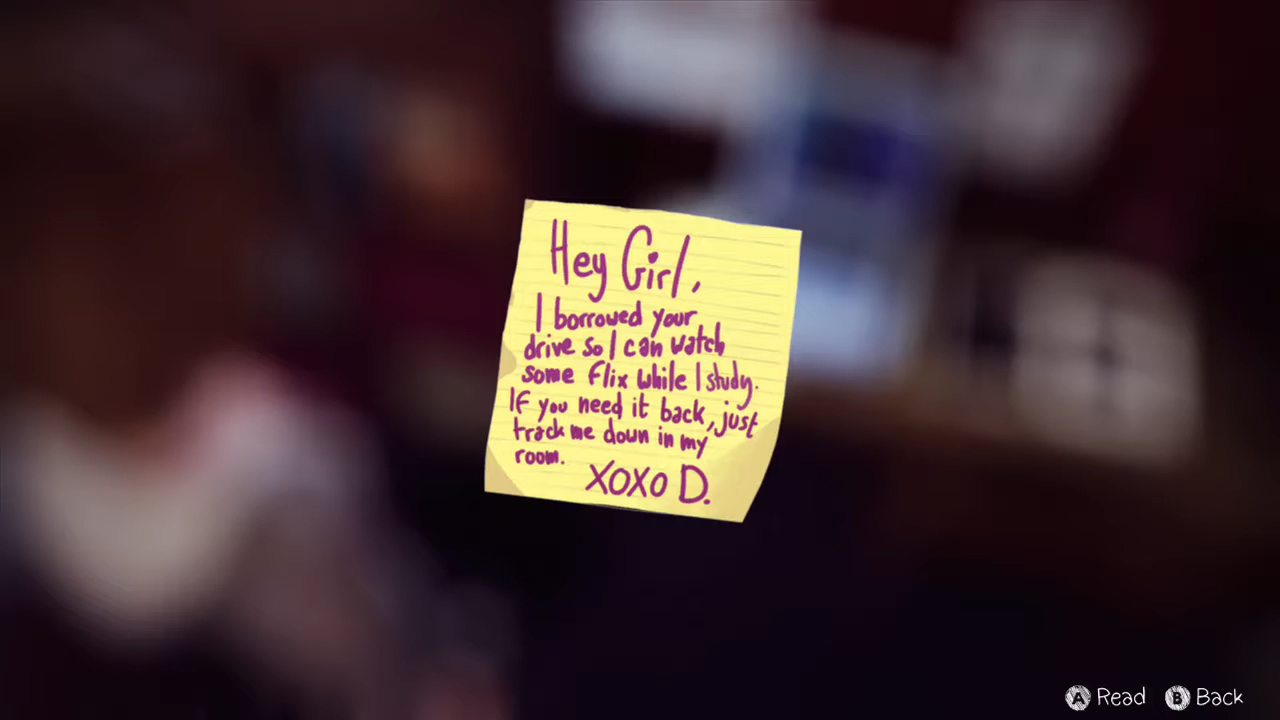 Hey Girl,
I borrowed your
drive so I can watch
some flix while I study.
If you need it back, just
track me down in my
room.
XOXO D.
A Read B Back